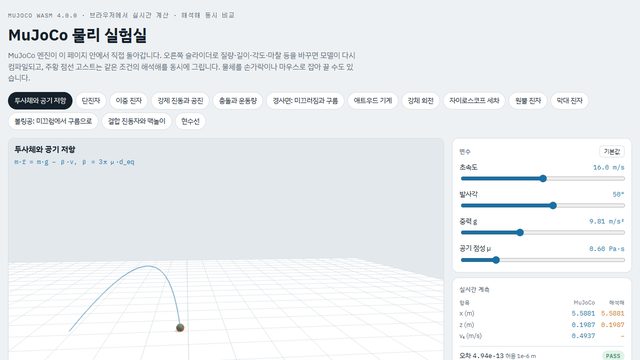 MUJOCO WASM 4.0.0 · 브라우저에서 실시간 계산 · 해석해 동시 비교
MuJoCo 물리 실험실
MuJoCo 엔진이 이 페이지 안에서 직접 돌아갑니다. 오른쪽 슬라이더로 질량·길이·각도·마찰 등을 바꾸면 모델이 다시
컴파일되고, 주황 점선 고스트는 같은 조건의 해석해를 동시에 그립니다. 물체를 손가락이나 마우스로 잡아 끌 수도 있
습니다.
투사체와 공기 저항
단진자
이중 진자
강제 진동과 공진
충돌과 운동량
경사면: 미끄러짐과 구름
애트우드 기계
강체 회전
자이로스코프 세차
원뿔 진자
막대 진자
볼링공: 미끄럼에서 구름으로
결합 진자와 맥놀이
현수선
투사체와 공기 저항
m·r̈ = m·g − β·v, β = 3π μ·d_eq
변수
기본값
초속도 16.0 m/s
발사각 50°
중력 g 9.81 m/s²
공기 점성 μ 0.60 Pa·s
실시간 계측
항목 MuJoCo 해석해
x (m) 5.5081 5.5081
z (m) 0.1987 0.1987
(m/s) 0.4937 —
오차 4.94e-13 허용 1e-6 m PASS